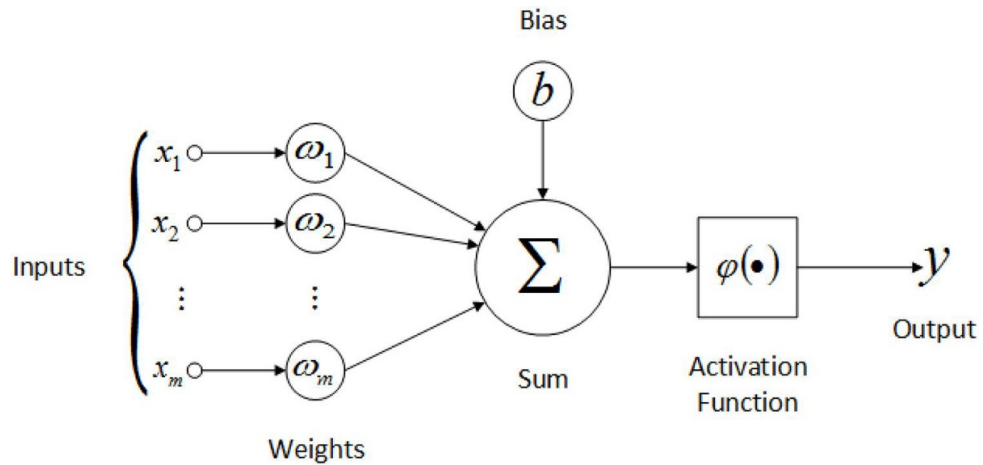 Bias
b
x₁ ω₁
x₂ ω₂
Inputs
⋮ ⋮
xₘ ωₘ
Weights
Σ
Sum
φ(•)
Activation
Function
y
Output